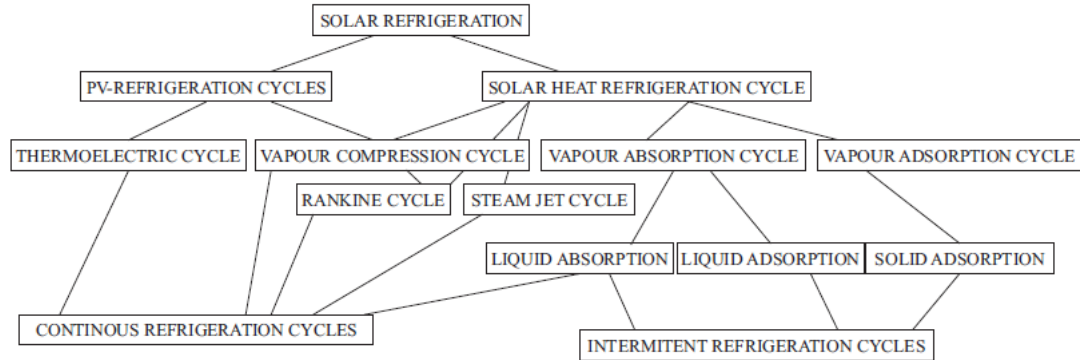 SOLAR REFRIGERATION
PV-REFRIGERATION CYCLES
SOLAR HEAT REFRIGERATION CYCLE
THERMOELECTRIC CYCLE
VAPOUR COMPRESSION CYCLE
VAPOUR ABSORPTION CYCLE
VAPOUR ADSORPTION CYCLE
RANKINE CYCLE
STEAM JET CYCLE
LIQUID ABSORPTION
LIQUID ADSORPTION
SOLID ADSORPTION
CONTINOUS REFRIGERATION CYCLES
INTERMITENT REFRIGERATION CYCLES